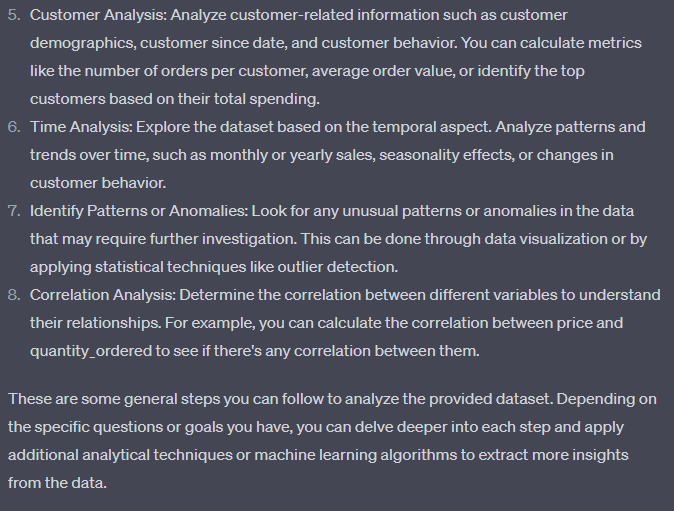 5. Customer Analysis: Analyze customer-related information such as customer
demographics, customer since date, and customer behavior. You can calculate metrics
like the number of orders per customer, average order value, or identify the top
customers based on their total spending.
6. Time Analysis: Explore the dataset based on the temporal aspect. Analyze patterns and
trends over time, such as monthly or yearly sales, seasonality effects, or changes in
customer behavior.
7. Identify Patterns or Anomalies: Look for any unusual patterns or anomalies in the data
that may require further investigation. This can be done through data visualization or by
applying statistical techniques like outlier detection.
8. Correlation Analysis: Determine the correlation between different variables to understand
their relationships. For example, you can calculate the correlation between price and
quantity_ordered to see if there's any correlation between them.
These are some general steps you can follow to analyze the provided dataset. Depending on
the specific questions or goals you have, you can delve deeper into each step and apply
additional analytical techniques or machine learning algorithms to extract more insights
from the data.